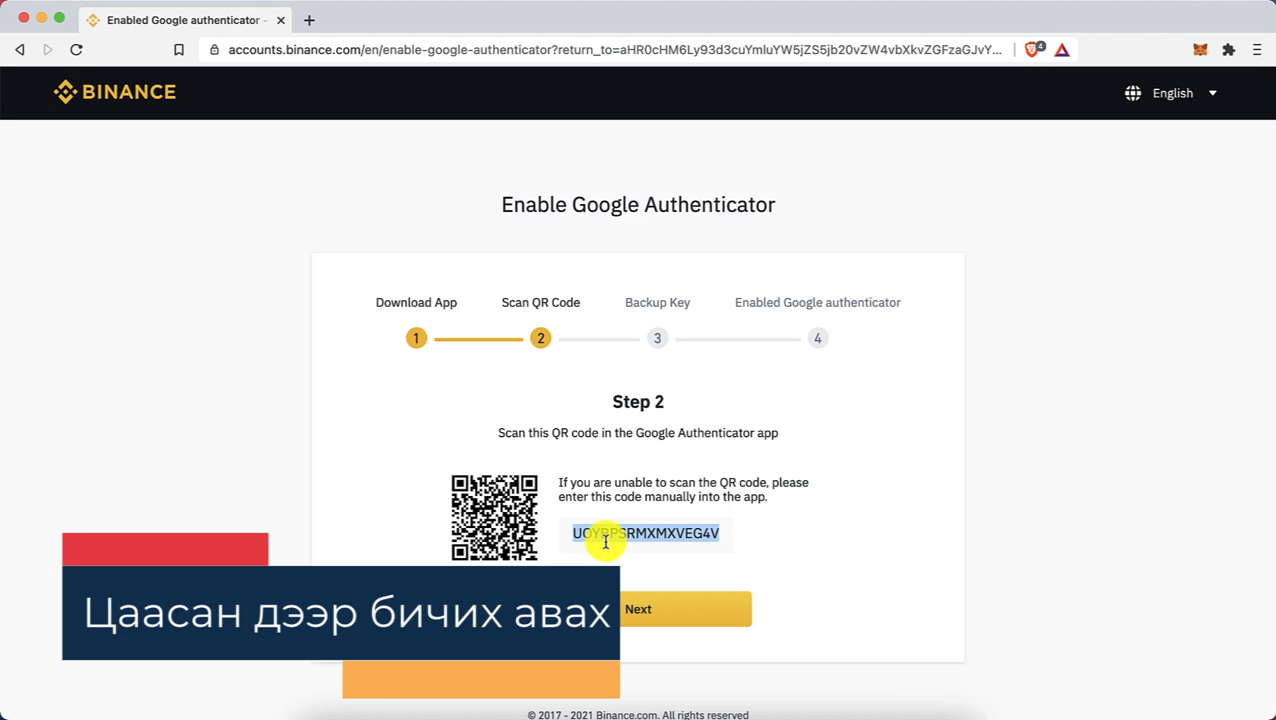 Enabled Google authenticator -
accounts.binance.com/en/enable-google-authenticator?return_to=aHR0cHM6Ly93d3cuYmluYW5jZS5jb20vZW4vbXkvZGFzaGJvY...
4
BINANCE
English
Enable Google Authenticator
Download App
Scan QR Code
Backup Key
Enabled Google authenticator
1
2
3
4
Step 2
Scan this QR code in the Google Authenticator app
If you are unable to scan the QR code, please
enter this code manually into the app.
Цаасан дээр бичих авах
Next
© 2017 - 2021 Binance.com. All rights reserved